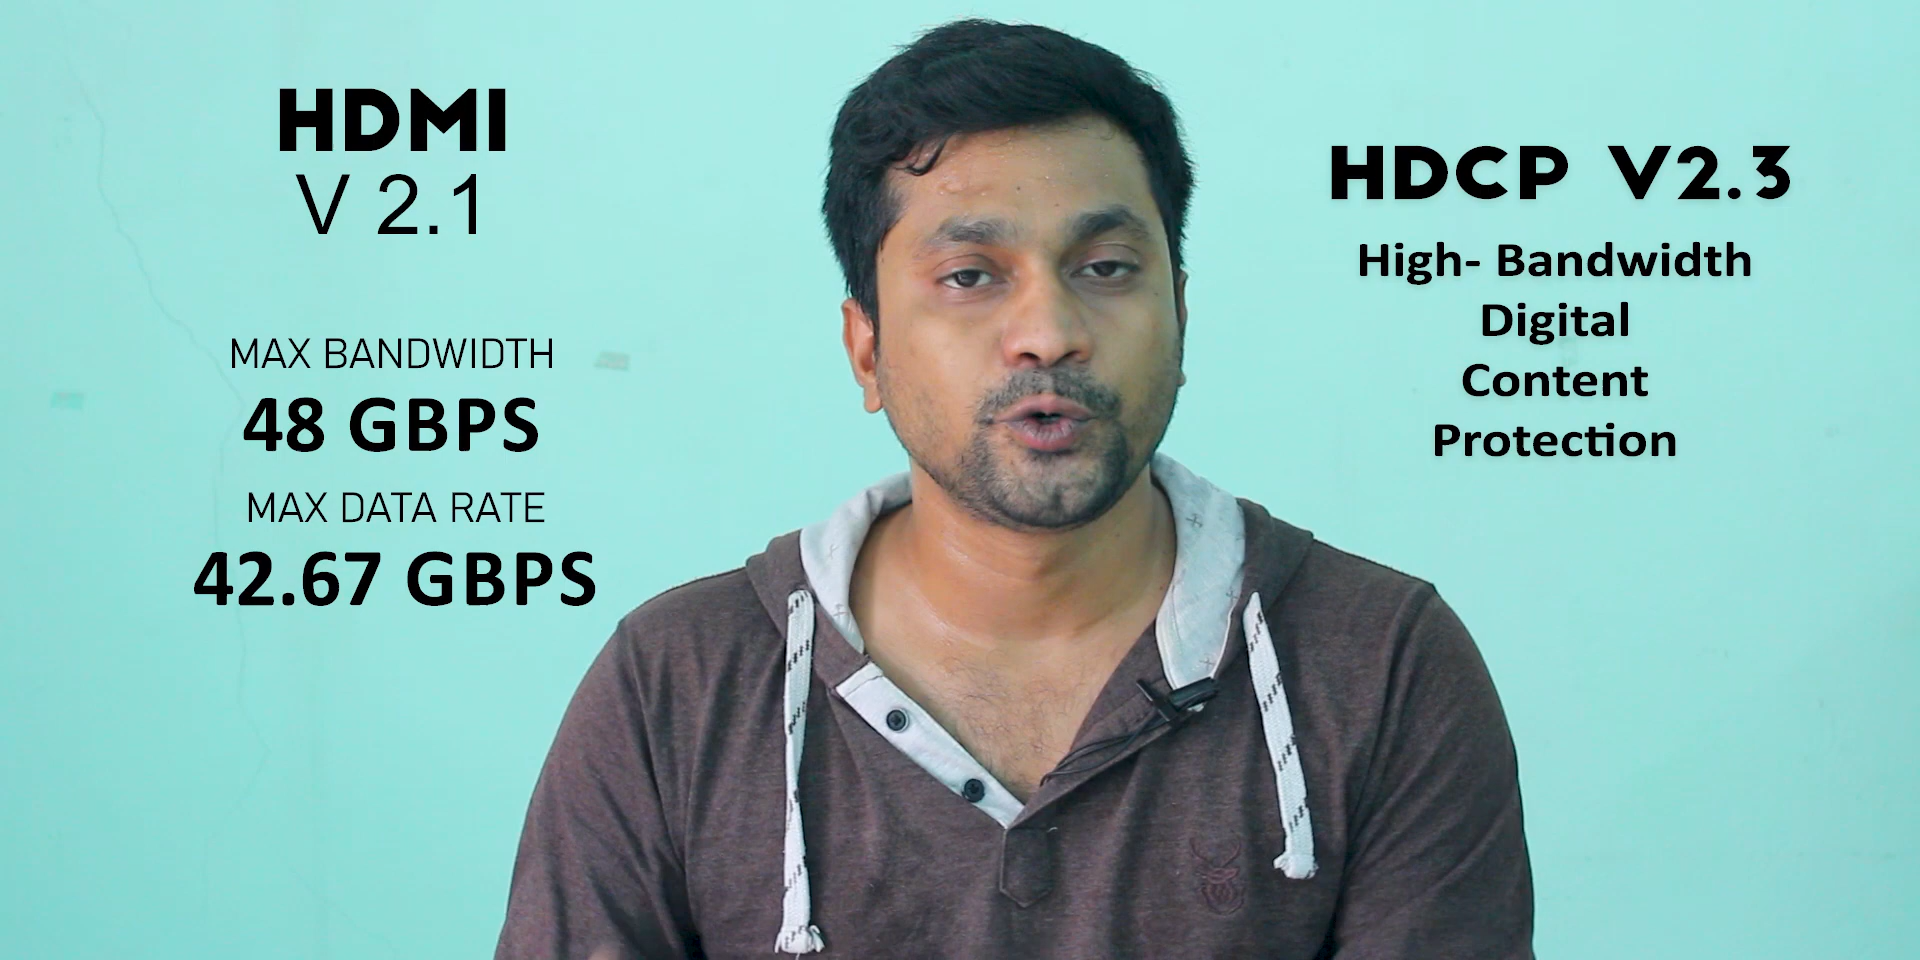 HDMI
V 2.1
MAX BANDWIDTH
48 GBPS
MAX DATA RATE
42.67 GBPS
HDCP V2.3
High- Bandwidth
Digital
Content
Protection